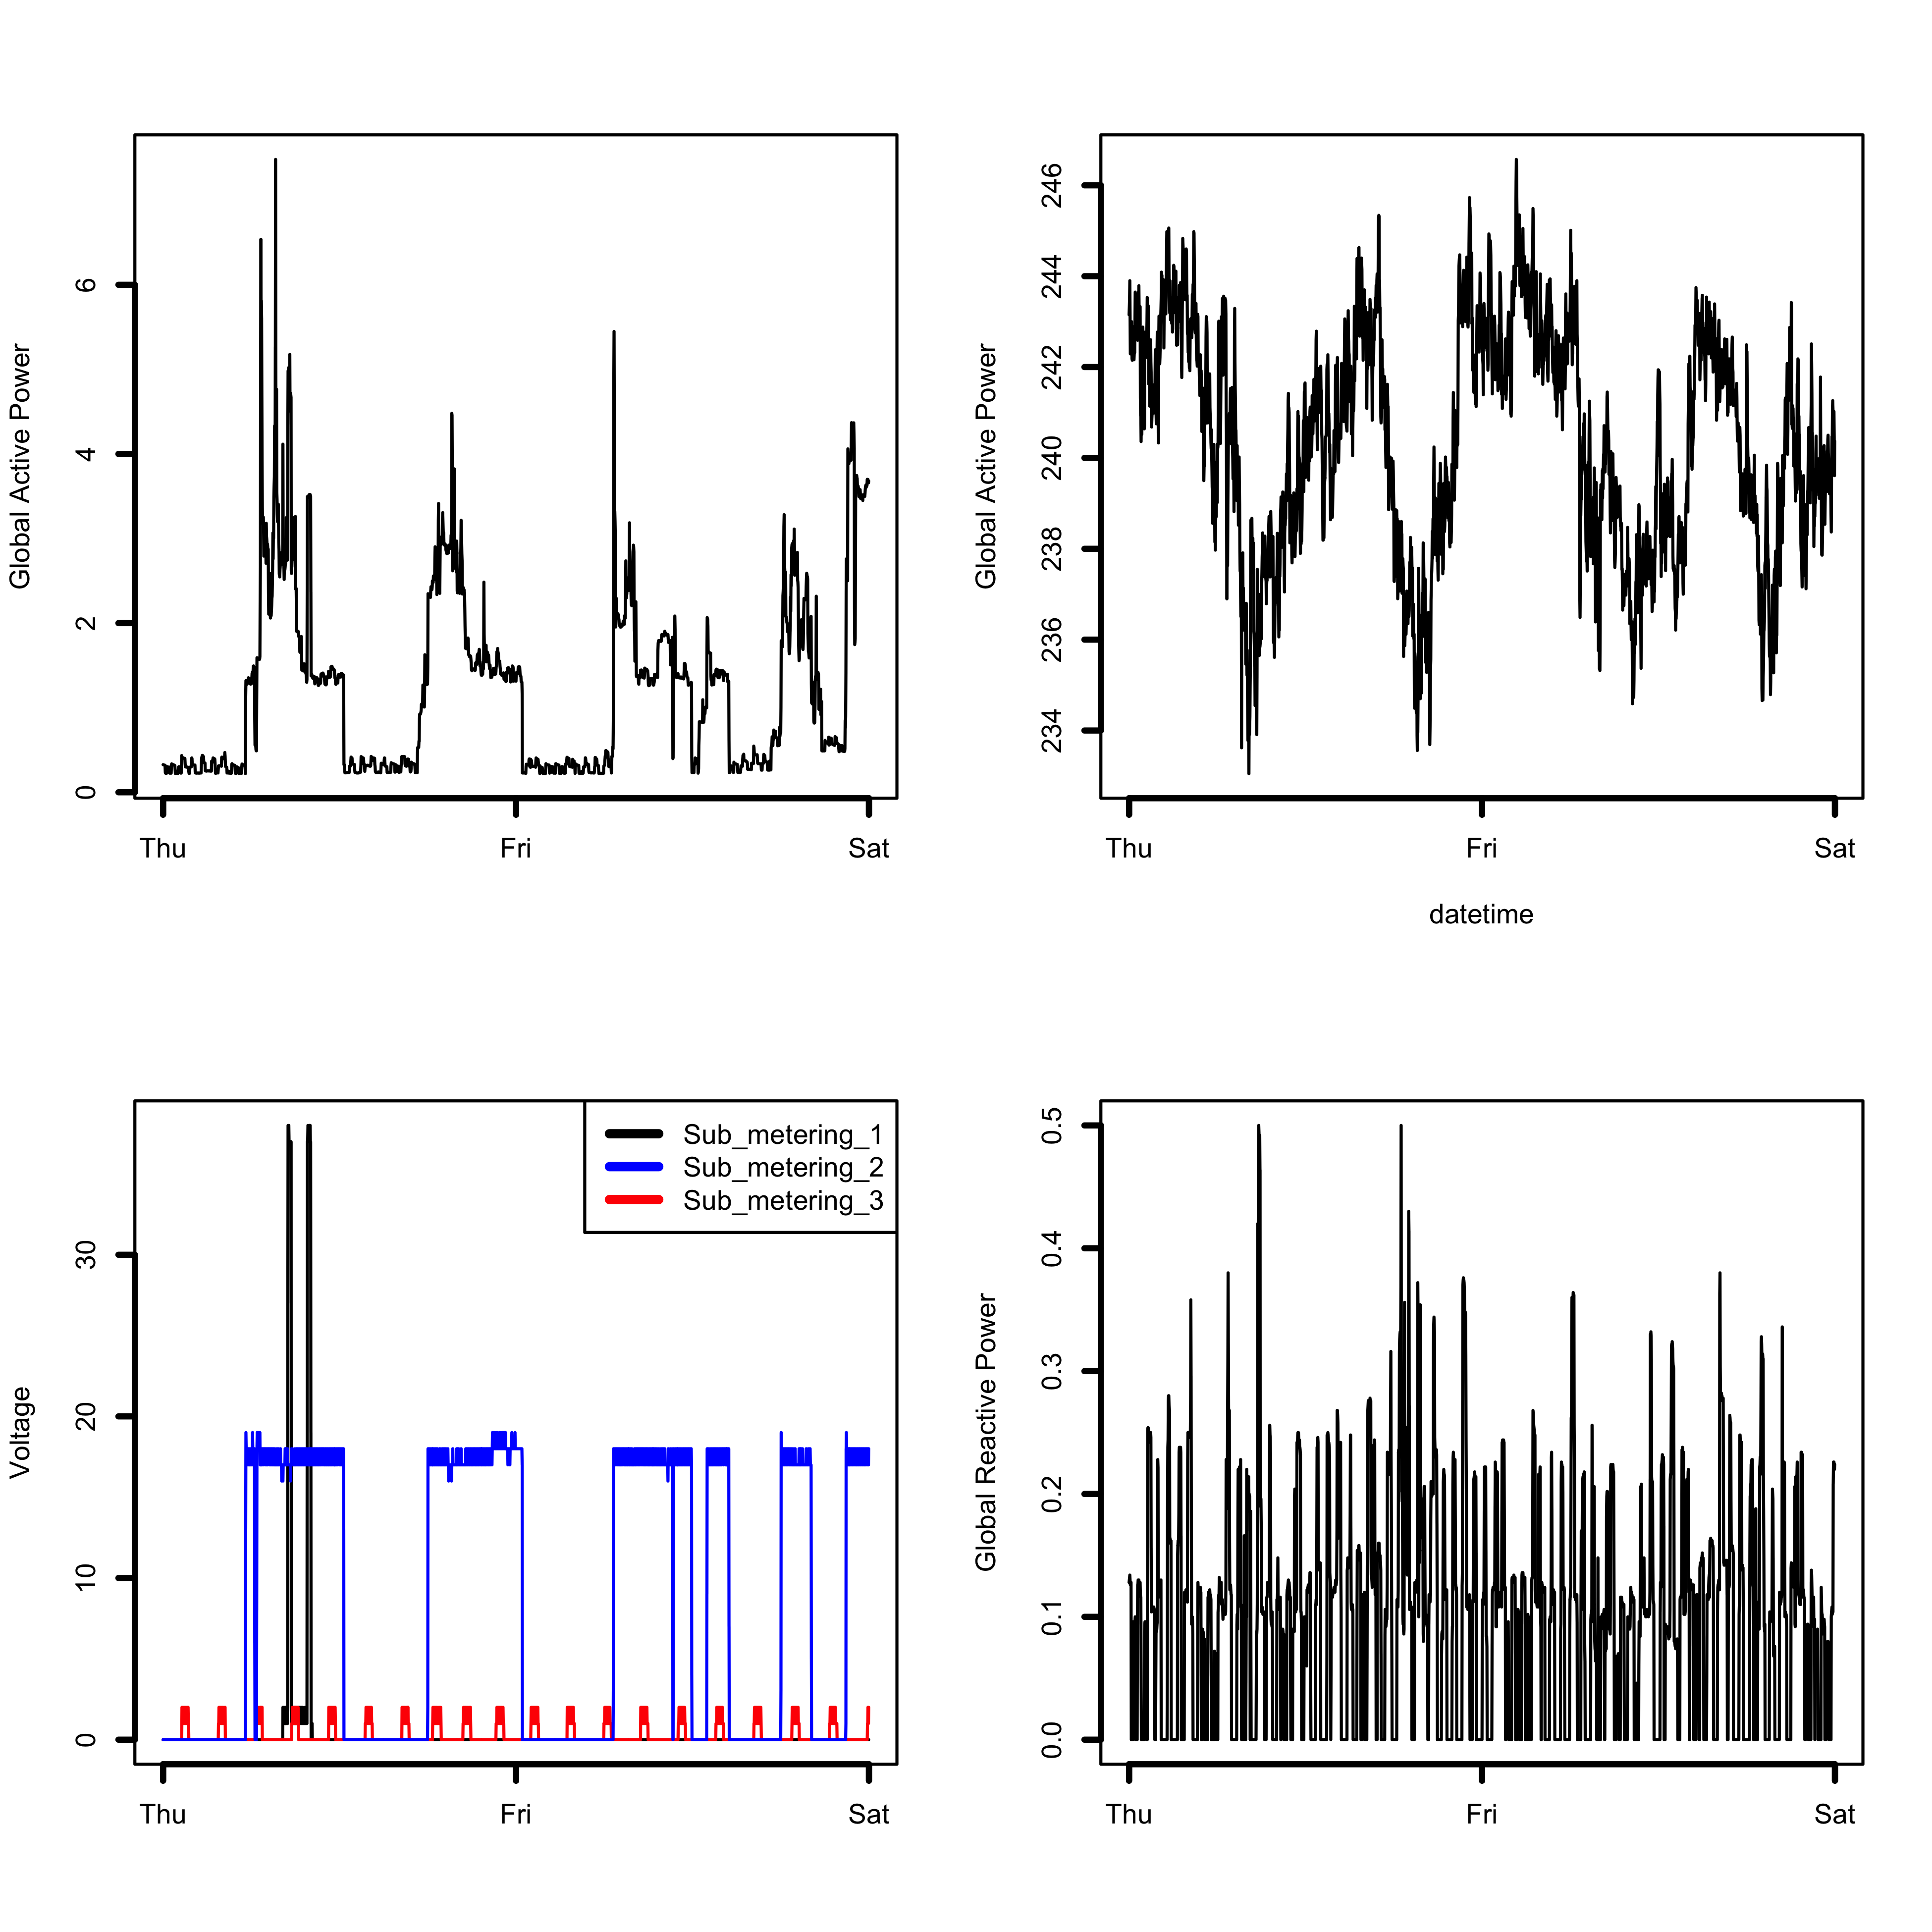 Global Active Power
6
4
2
0
Thu Fri Sat
Global Active Power
246
244
242
240
238
236
234
Thu Fri Sat
datetime
Voltage
30
20
10
0
Sub_metering_1
Sub_metering_2
Sub_metering_3
Thu Fri Sat
Global Reactive Power
0.5
0.4
0.3
0.2
0.1
0.0
Thu Fri Sat